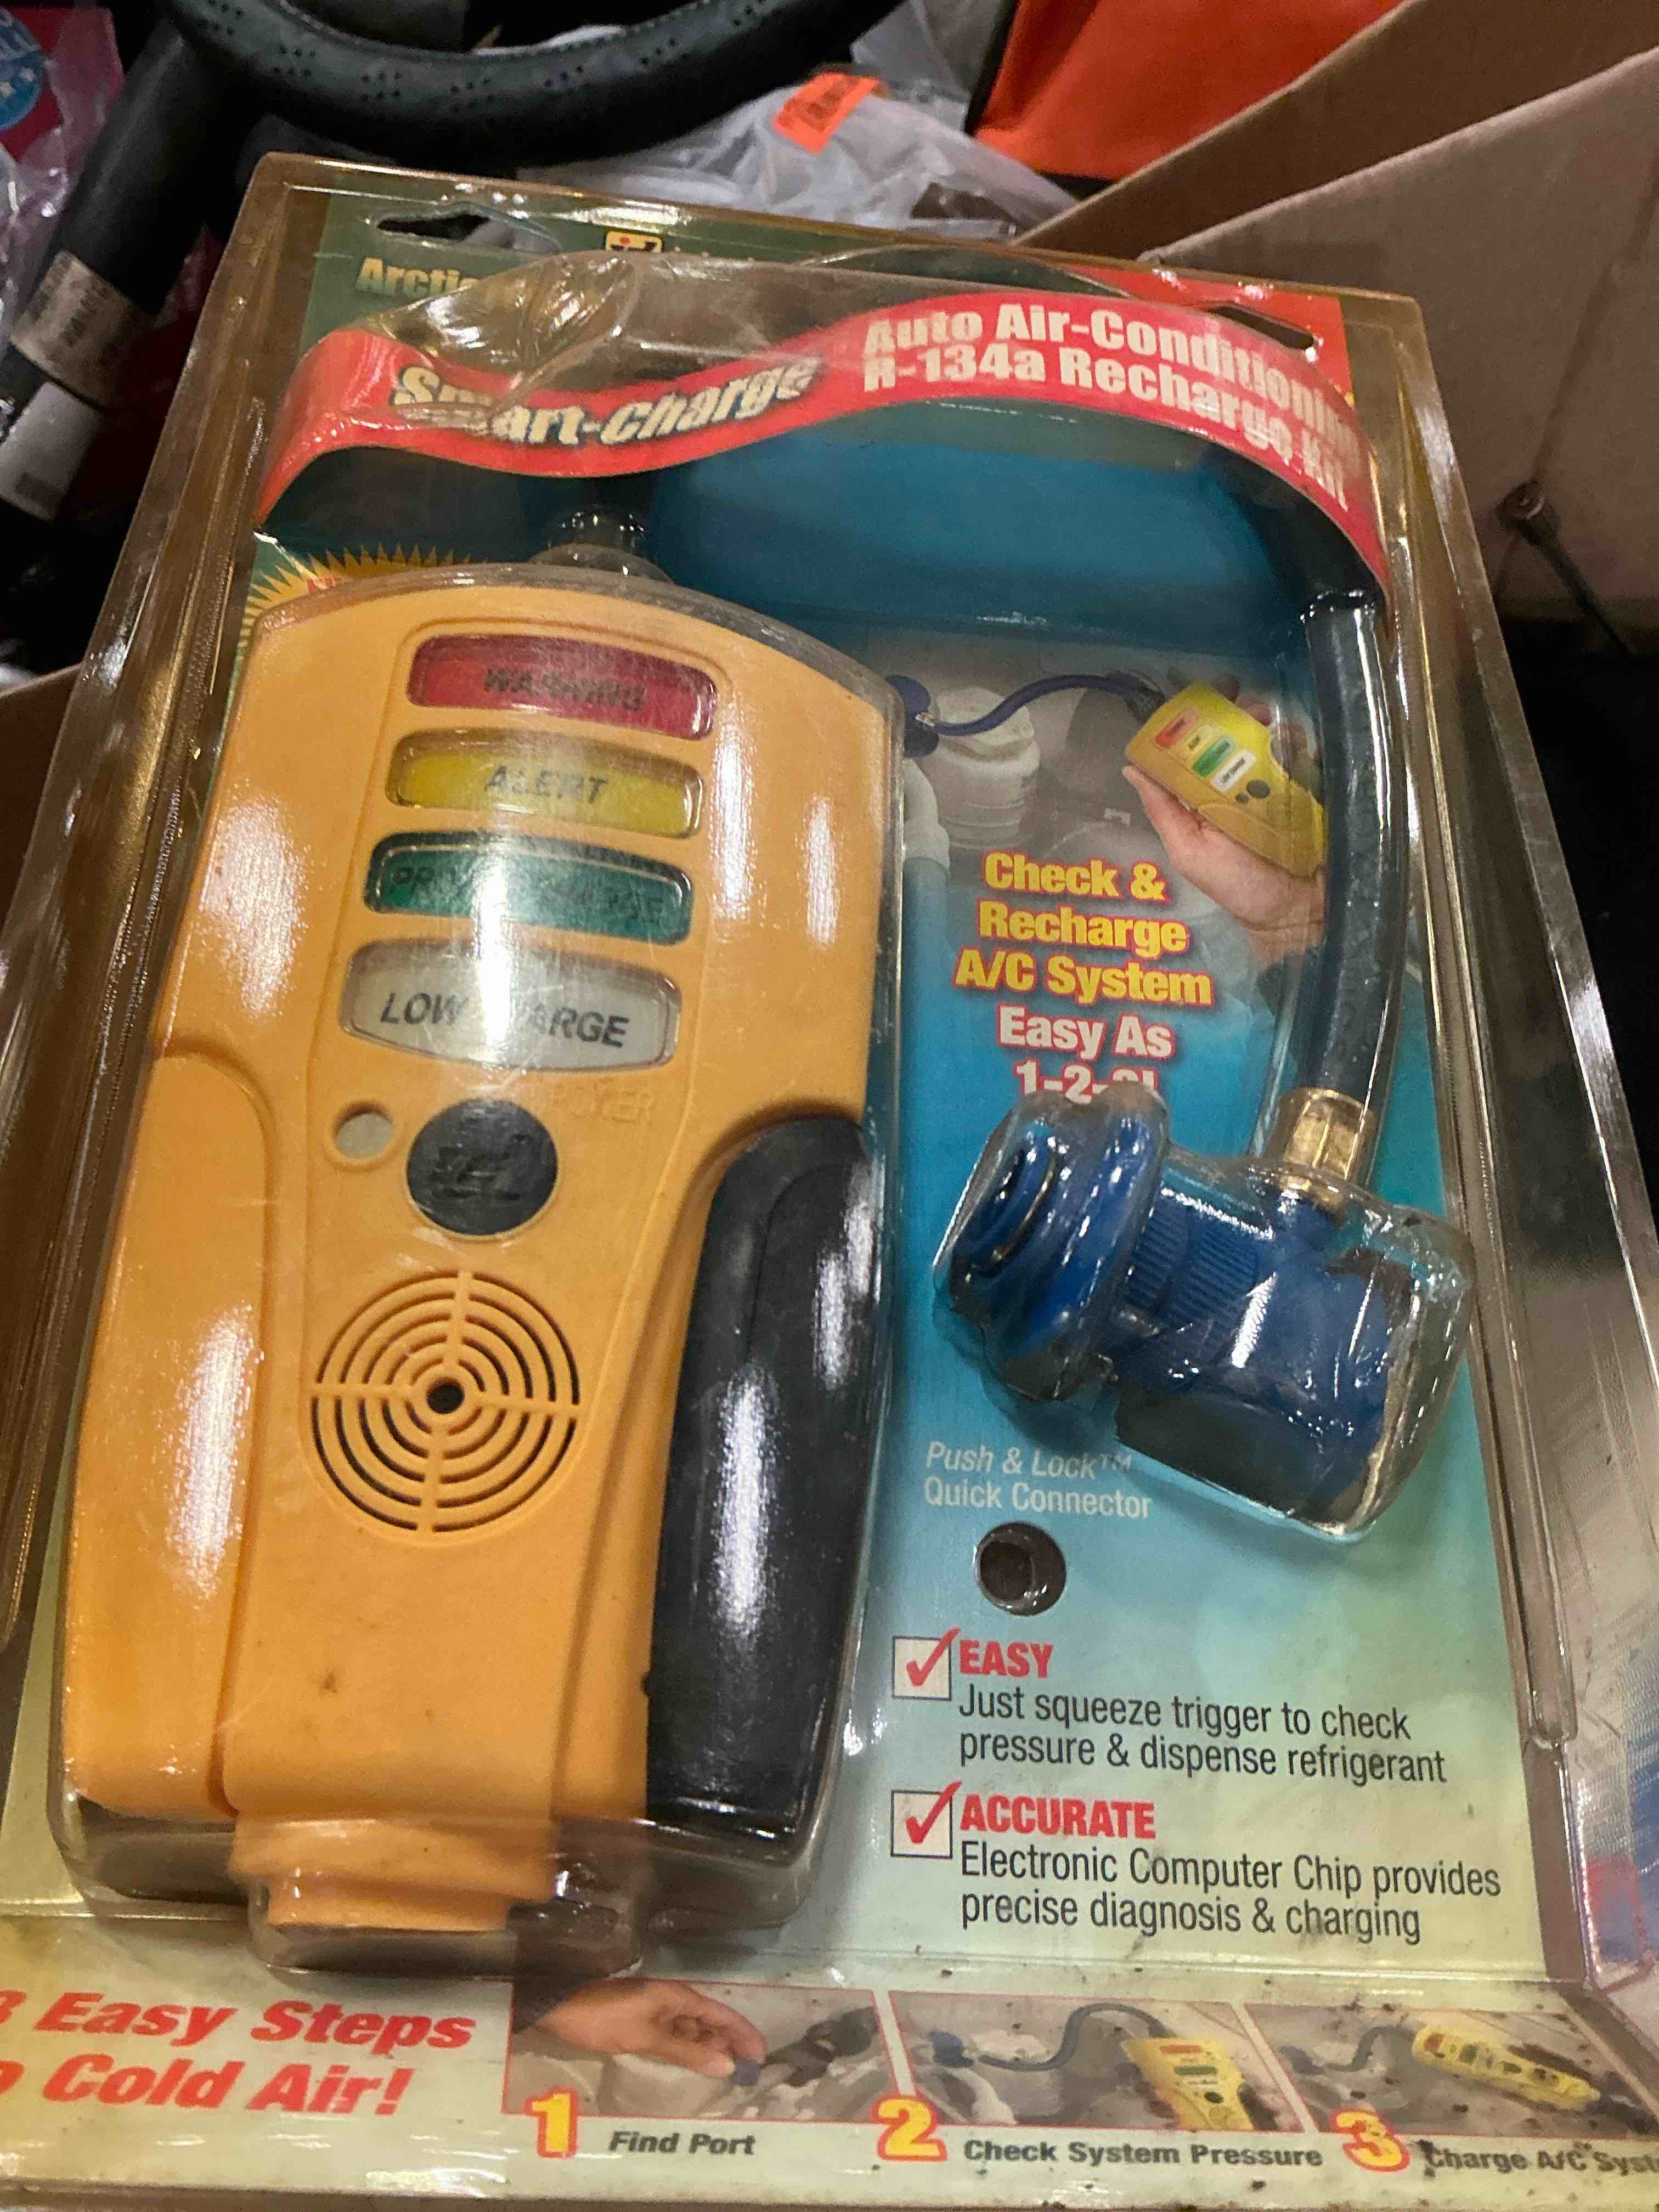 Smart-Charge
Auto Air-Conditioning
R-134a Recharge Kit
WARNING
ALERT
LOW CHARGE
POWER
Check &
Recharge
A/C System
Easy As
Push & Lock™
Quick Connector
EASY
Just squeeze trigger to check
pressure & dispense refrigerant
ACCURATE
Electronic Computer Chip provides
precise diagnosis & charging
3 Easy Steps
Cold Air!
1 Find Port
2 Check System Pressure
3 Charge A/C